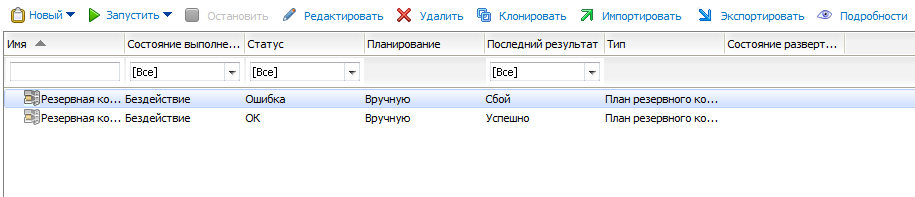 Новый Запустить Остановить Редактировать Удалить Клонировать Импортировать Экспортировать Подробности
Имя Состояние выполне... Статус Планирование Последний результат Тип Состояние разверт...
[Все] [Все] [Все]
Резервная ко... Бездействие Ошибка Вручную Сбой План резервного ко...
Резервная ко... Бездействие ОК Вручную Успешно План резервного ко...